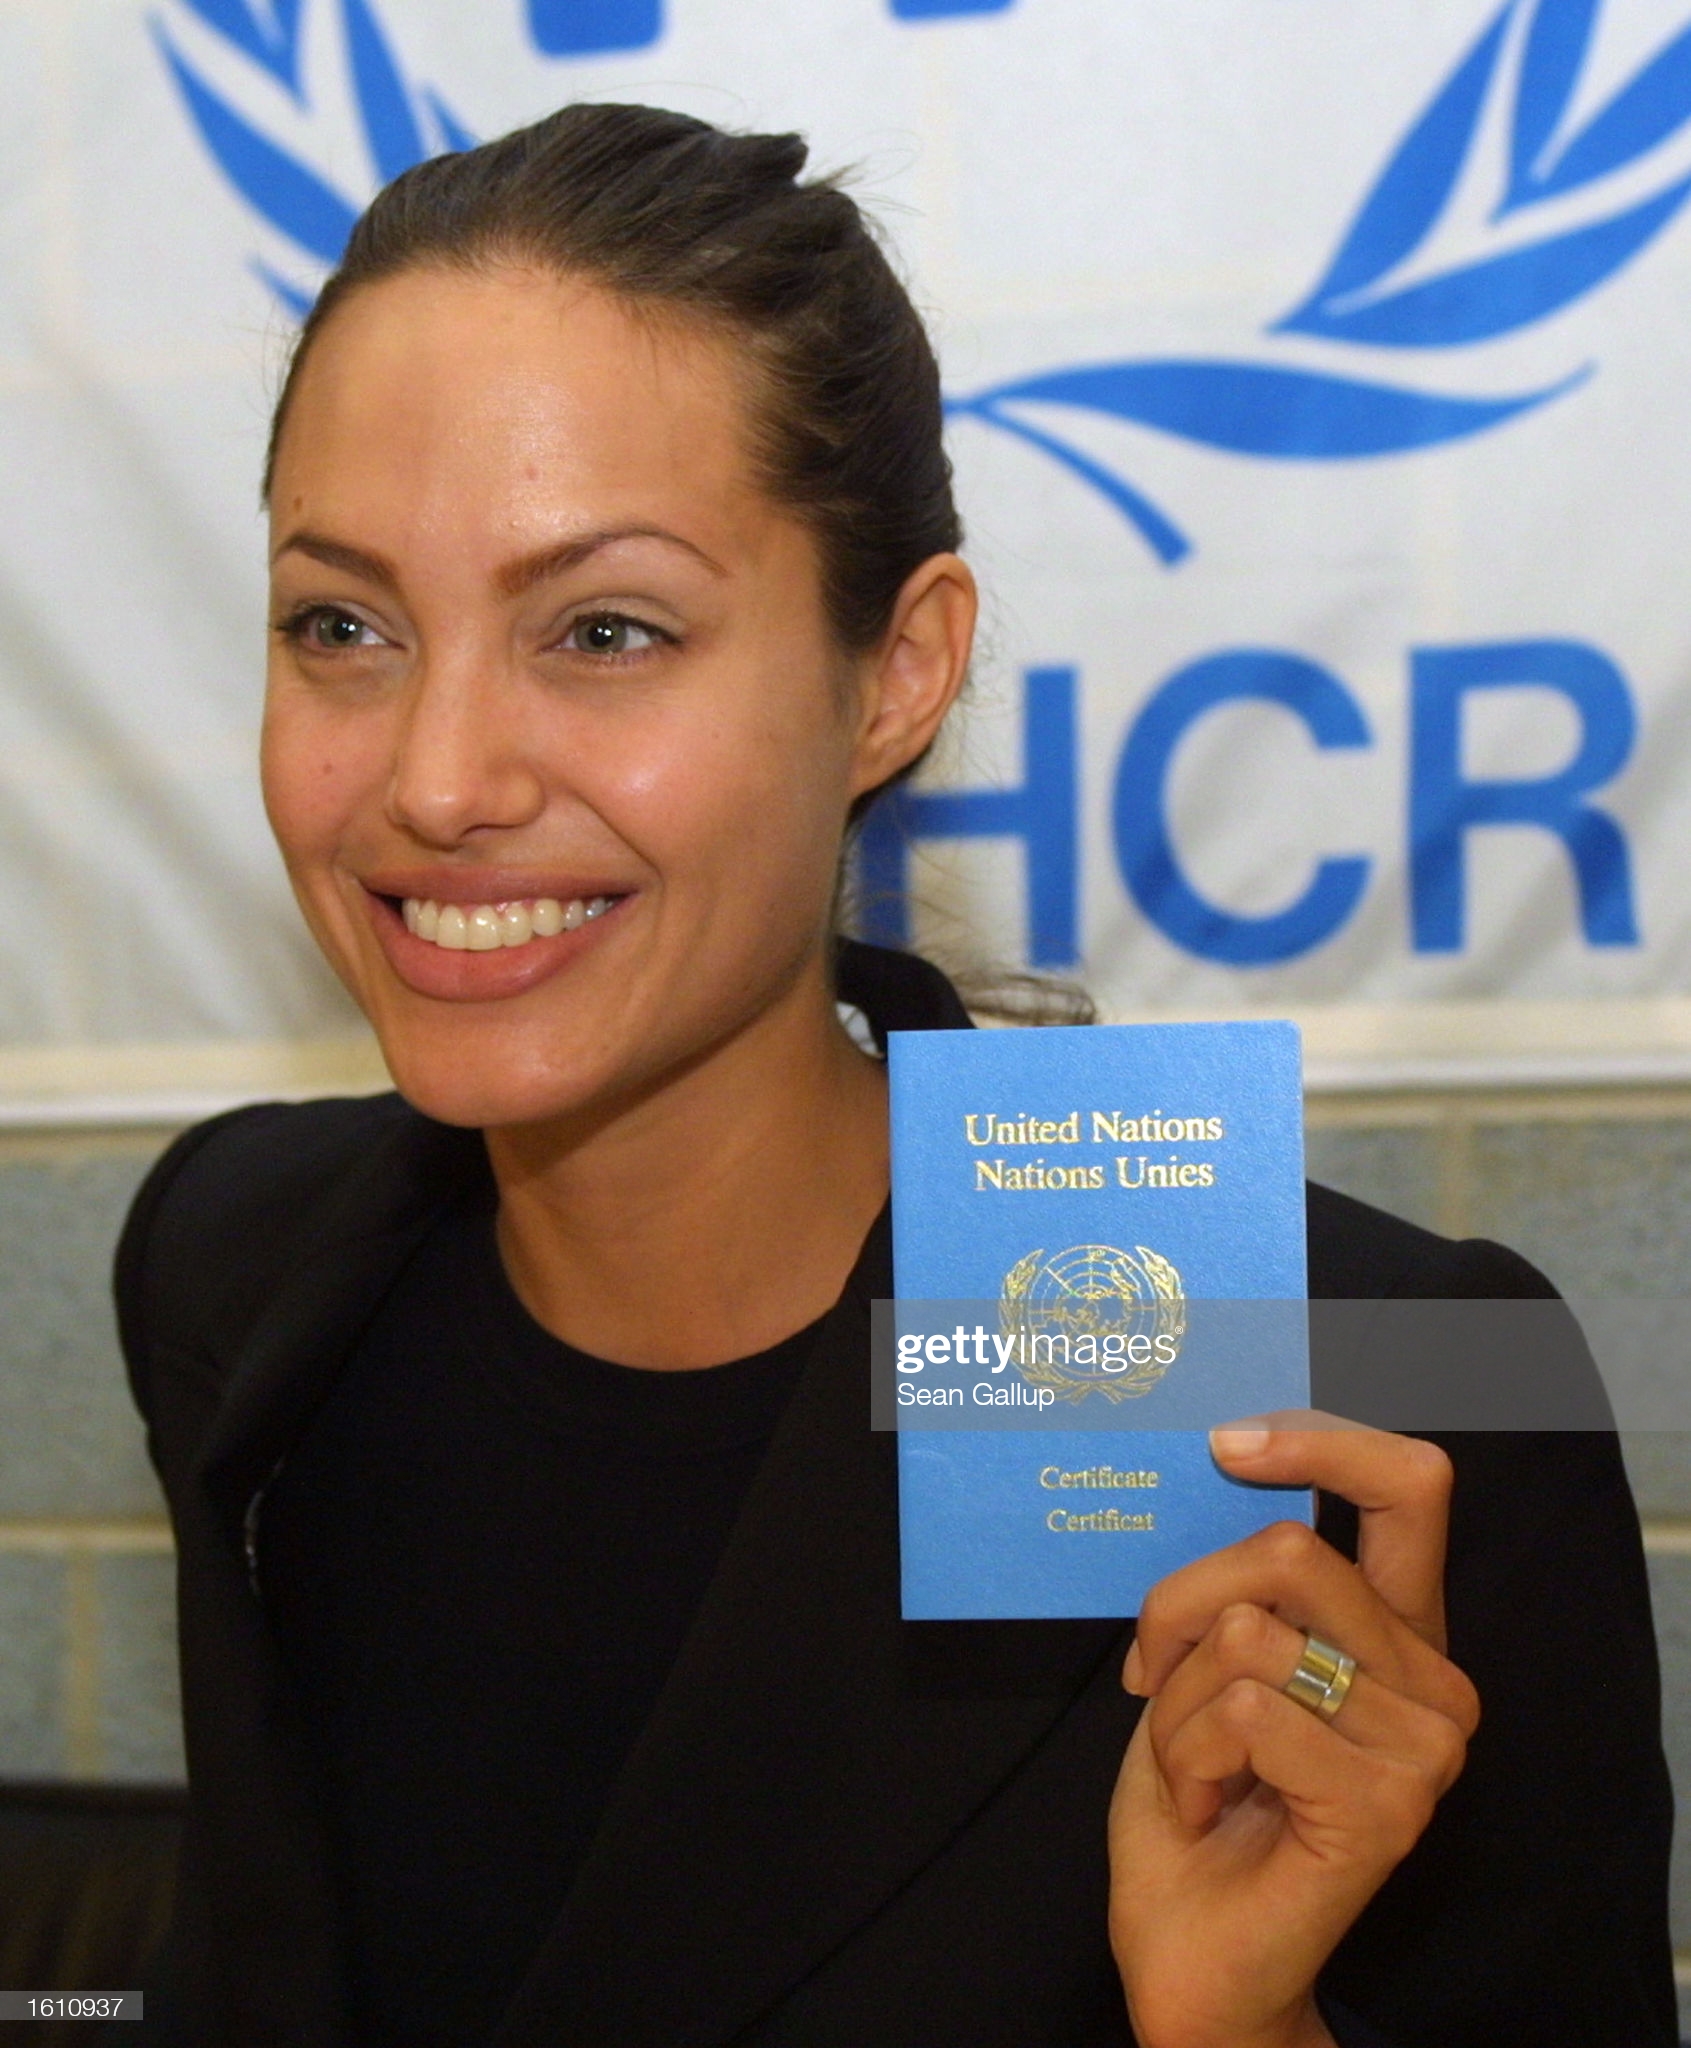 HCR
United Nations
Nations Unies
gettyimages®
Sean Gallup
Certificate
Certificat
1610937